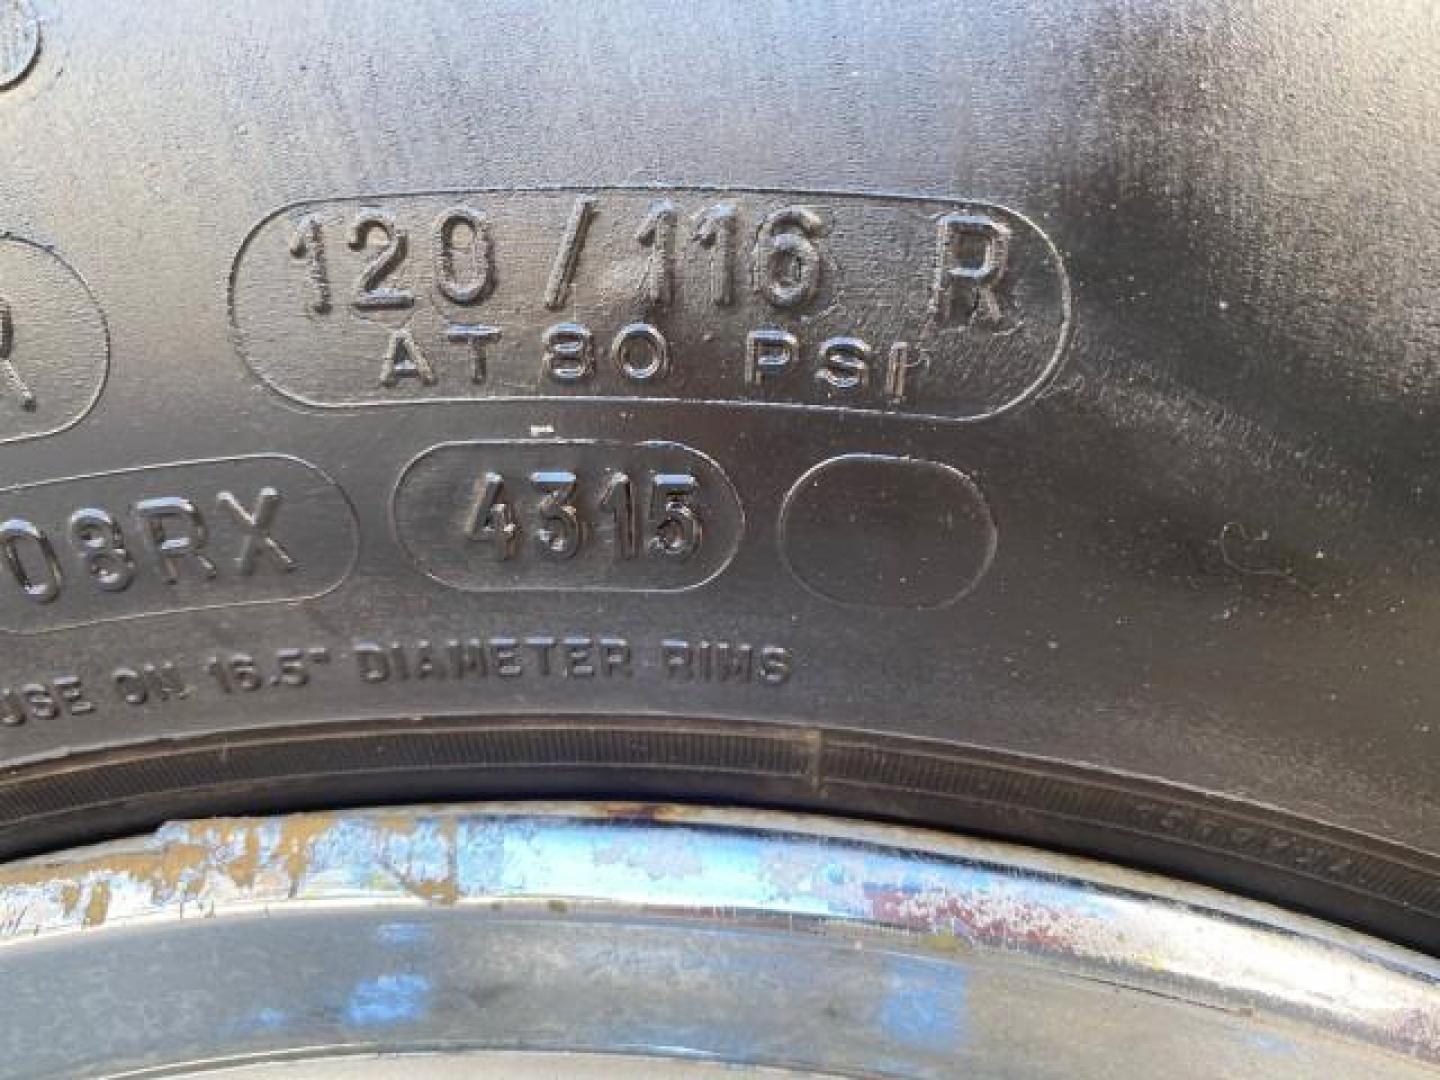 120/116 R
AT 80 PSI
08RX 4315
USE ON 16.5" DIAMETER RIMS